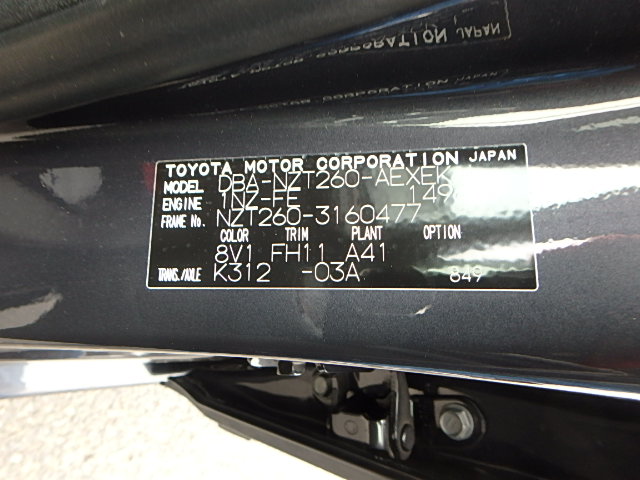 TOYOTA MOTOR CORPORATION JAPAN
MODEL DBA-NZT260-AEXEK
ENGINE 1NZ-FE 149
FRAME No. NZT260-3160477
COLOR TRIM PLANT OPTION
8V1 FH11 A41
TRANS./AXLE K312 -03A 849